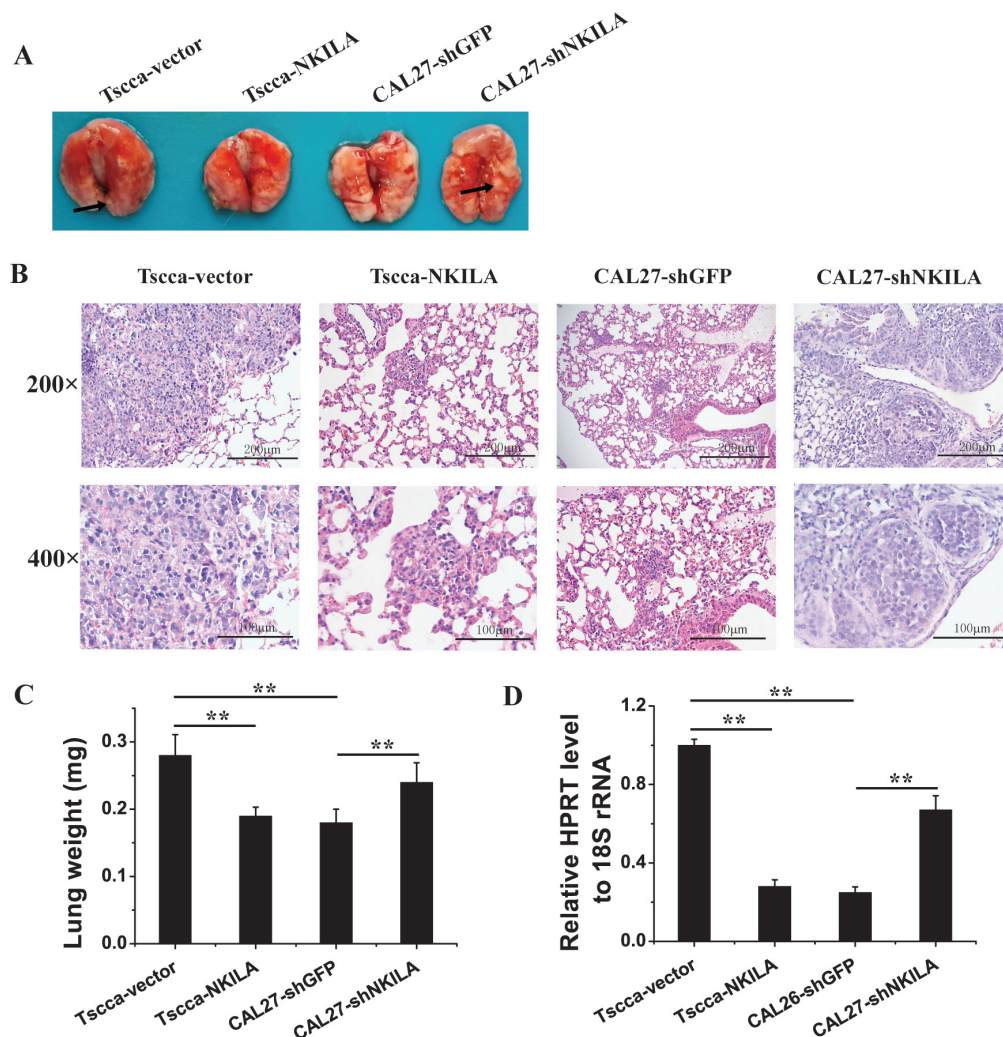 A
Tscca-vector
Tscca-NKILA
CAL27-shGFP
CAL27-shNKILA
B
Tscca-vector
Tscca-NKILA
CAL27-shGFP
CAL27-shNKILA
200×
200μm
200μm
200μm
200μm
400×
100μm
100μm
100μm
100μm
C
Lung weight (mg)
0.3
0.2
0.1
0.0
**
**
**
Tscca-vector
Tscca-NKILA
CAL27-shGFP
CAL27-shNKILA
D
Relative HPRT level
to 18S rRNA
1.2
0.8
0.4
0.0
**
**
**
Tscca-vector
Tscca-NKILA
CAL26-shGFP
CAL27-shNKILA